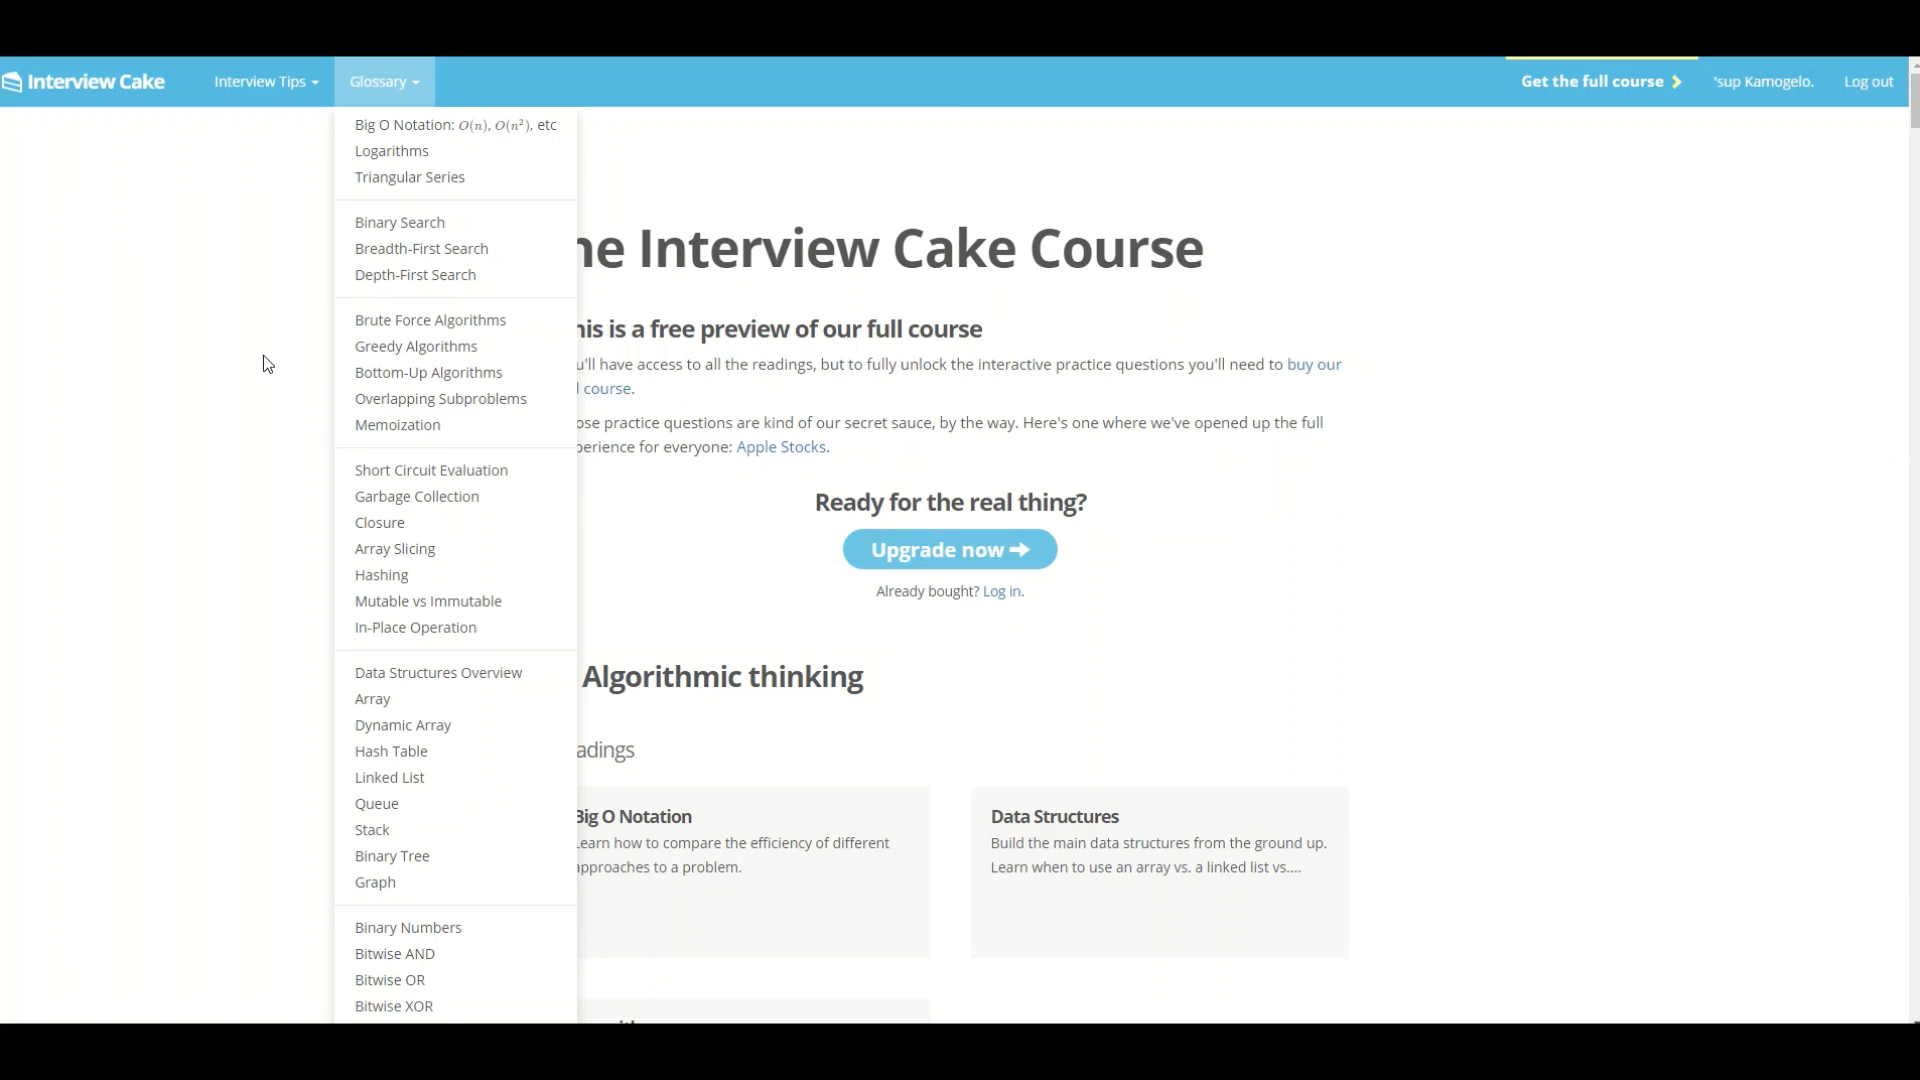 Interview Cake
Interview Tips
Glossary
Get the full course
'sup Kamogelo.
Log out
Big O Notation: O(n), O(n²), etc
Logarithms
Triangular Series
Binary Search
Breadth-First Search
Depth-First Search
Brute Force Algorithms
Greedy Algorithms
Bottom-Up Algorithms
Overlapping Subproblems
Memoization
Short Circuit Evaluation
Garbage Collection
Closure
Array Slicing
Hashing
Mutable vs Immutable
In-Place Operation
Data Structures Overview
Array
Dynamic Array
Hash Table
Linked List
Queue
Stack
Binary Tree
Graph
Binary Numbers
Bitwise AND
Bitwise OR
Bitwise XOR
he Interview Cake Course
his is a free preview of our full course
u'll have access to all the readings, but to fully unlock the interactive practice questions you'll need to buy our
l course.
ose practice questions are kind of our secret sauce, by the way. Here's one where we've opened up the full
perience for everyone: Apple Stocks.
Ready for the real thing?
Upgrade now
Already bought? Log in.
Algorithmic thinking
adings
Big O Notation
Learn how to compare the efficiency of different
approaches to a problem.
Data Structures
Build the main data structures from the ground up.
Learn when to use an array vs. a linked list vs....